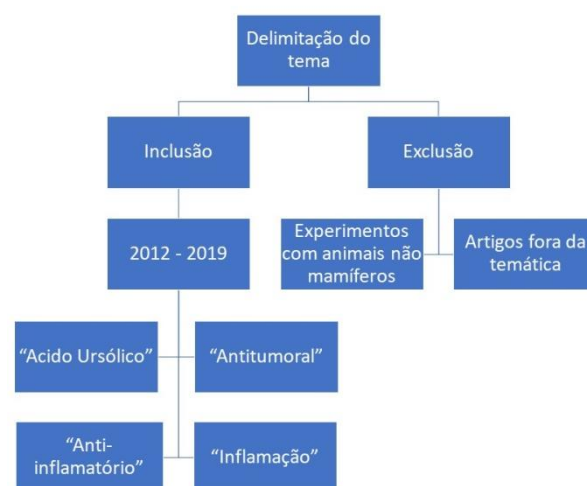 Delimitação do
tema
Inclusão
Exclusão
2012 - 2019
Experimentos
com animais não
mamíferos
Artigos fora da
temática
“Acido Ursólico”
“Antitumoral”
“Anti-
inflamatório”
“Inflamação”